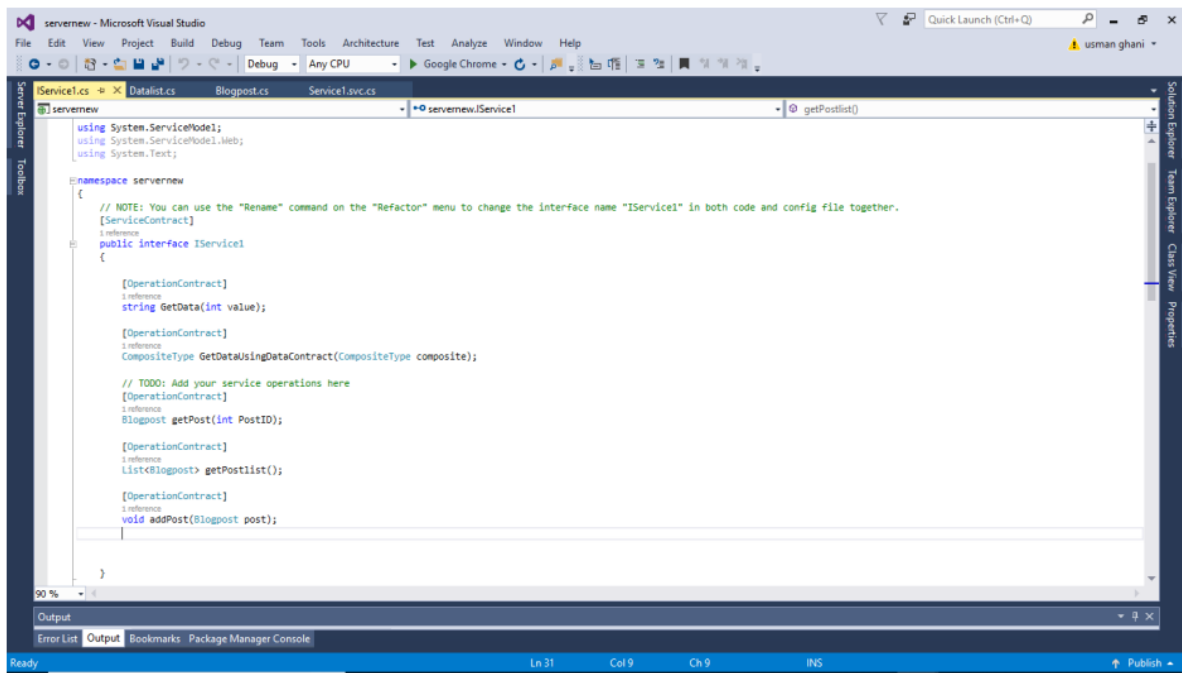 servernew - Microsoft Visual Studio
Quick Launch (Ctrl+Q)
File Edit View Project Build Debug Team Tools Architecture Test Analyze Window Help
usman ghani
Debug Any CPU Google Chrome
IService1.cs Datalist.cs Blogpost.cs Service1.svc.cs
servernew servernew.IService1 getPostlist()
Server Explorer
Toolbox
Solution Explorer
Team Explorer
Class View
Properties
using System.ServiceModel;
using System.ServiceModel.Web;
using System.Text;
namespace servernew
{
// NOTE: You can use the "Rename" command on the "Refactor" menu to change the interface name "IService1" in both code and config file together.
[ServiceContract]
1 reference
public interface IService1
{
[OperationContract]
1 reference
string GetData(int value);
[OperationContract]
1 reference
CompositeType GetDataUsingDataContract(CompositeType composite);
// TODO: Add your service operations here
[OperationContract]
1 reference
Blogpost getPost(int PostID);
[OperationContract]
1 reference
List<Blogpost> getPostlist();
[OperationContract]
1 reference
void addPost(Blogpost post);
}
90 %
Output
Error List Output Bookmarks Package Manager Console
Ready Ln 31 Col 9 Ch 9 INS Publish